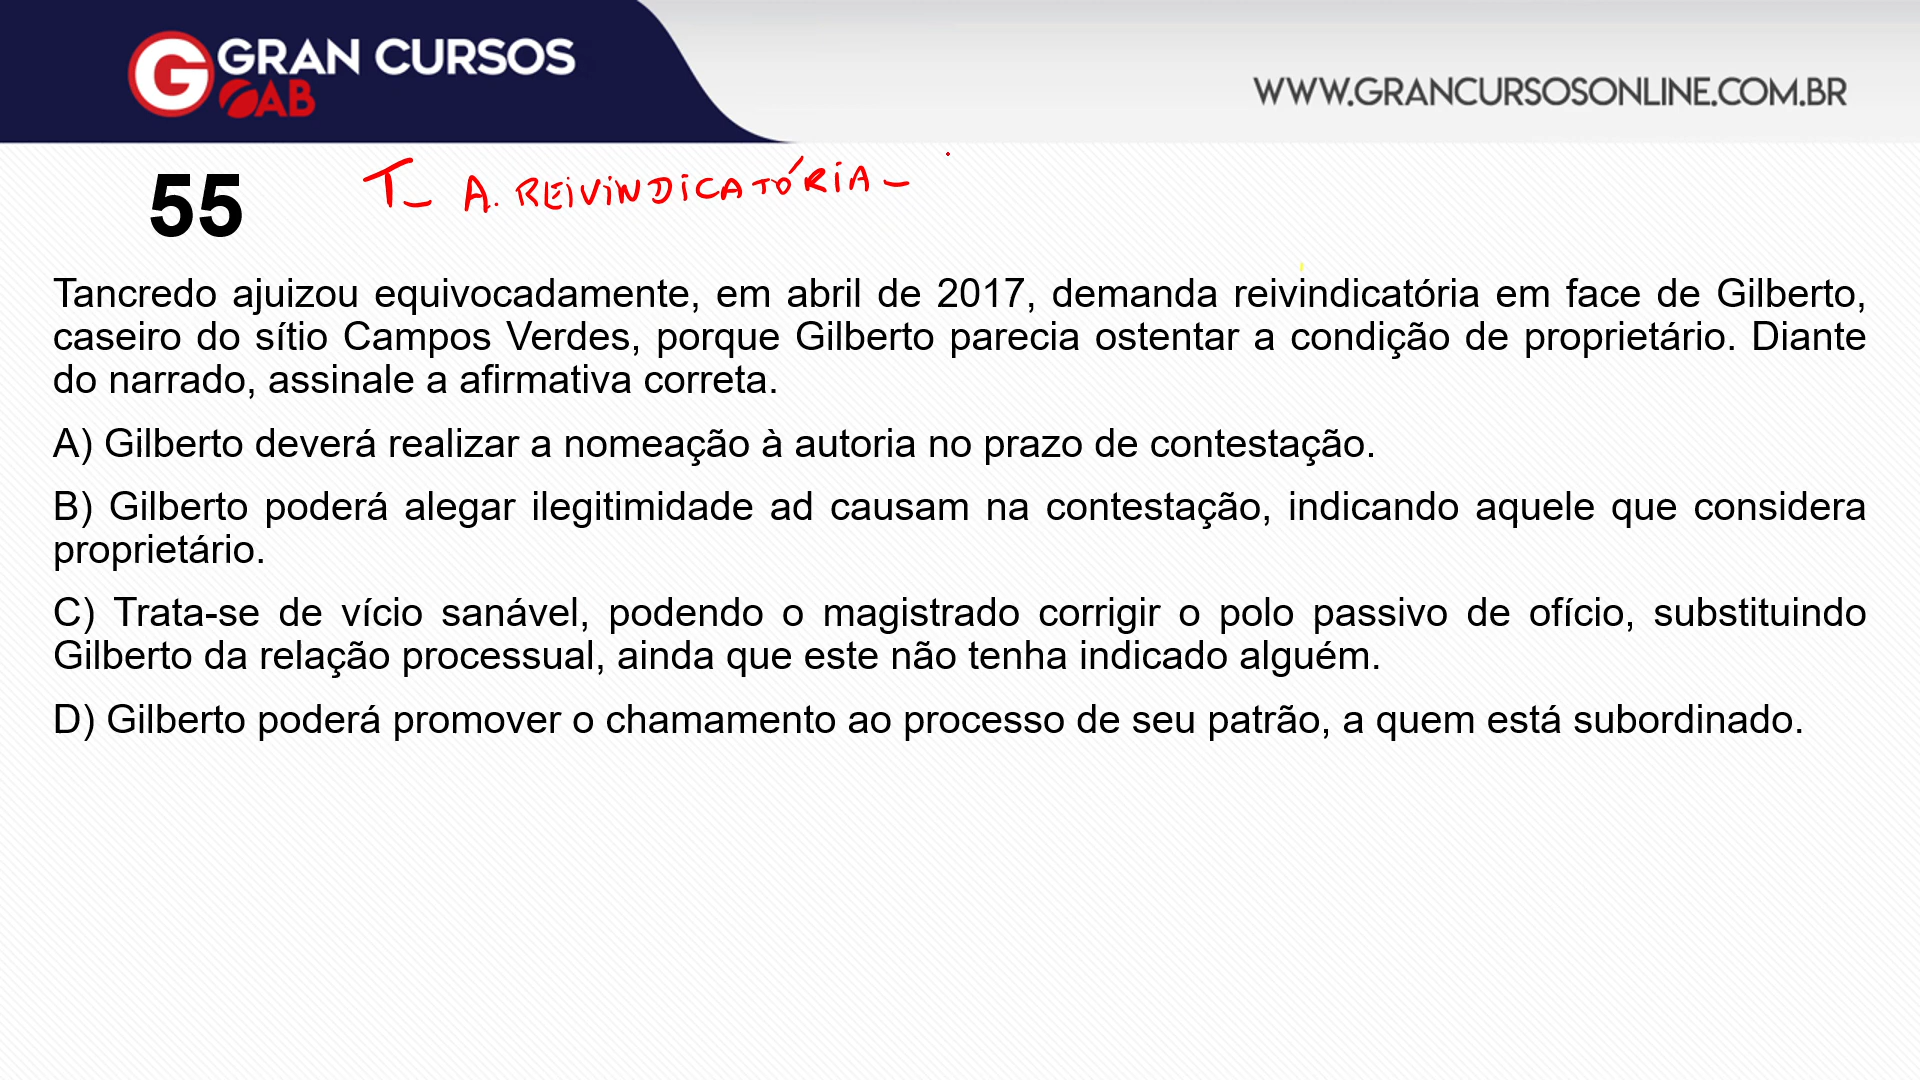 GRAN CURSOS
OAB
WWW.GRANCURSOSONLINE.COM.BR
55
T_ A. REIVINDICATÓRIA -
Tancredo ajuizou equivocadamente, em abril de 2017, demanda reivindicatória em face de Gilberto,
caseiro do sítio Campos Verdes, porque Gilberto parecia ostentar a condição de proprietário. Diante
do narrado, assinale a afirmativa correta.
A) Gilberto deverá realizar a nomeação à autoria no prazo de contestação.
B) Gilberto poderá alegar ilegitimidade ad causam na contestação, indicando aquele que considera
proprietário.
C) Trata-se de vício sanável, podendo o magistrado corrigir o polo passivo de ofício, substituindo
Gilberto da relação processual, ainda que este não tenha indicado alguém.
D) Gilberto poderá promover o chamamento ao processo de seu patrão, a quem está subordinado.